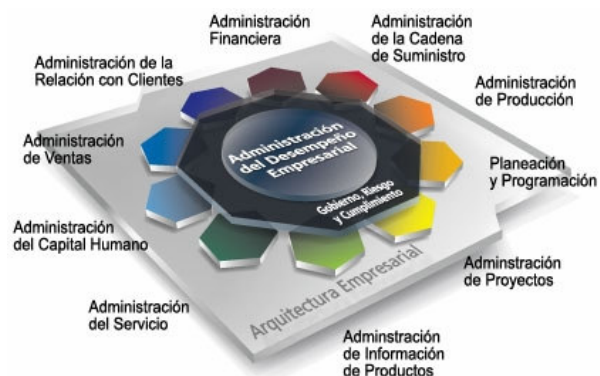 Administración
Financiera
Administración
de la Cadena
de Suministro
Administración de la
Relación con Clientes
Administración
de Producción
Administración
de Ventas
Administración
del Desempeño
Empresarial
Planeación
y Programación
Gobierno, Riesgo
y Cumplimiento
Administración
del Capital Humano
Adminstración
de Proyectos
Arquitectura Empresarial
Administración
del Servicio
Adminstración
de Información
de Productos